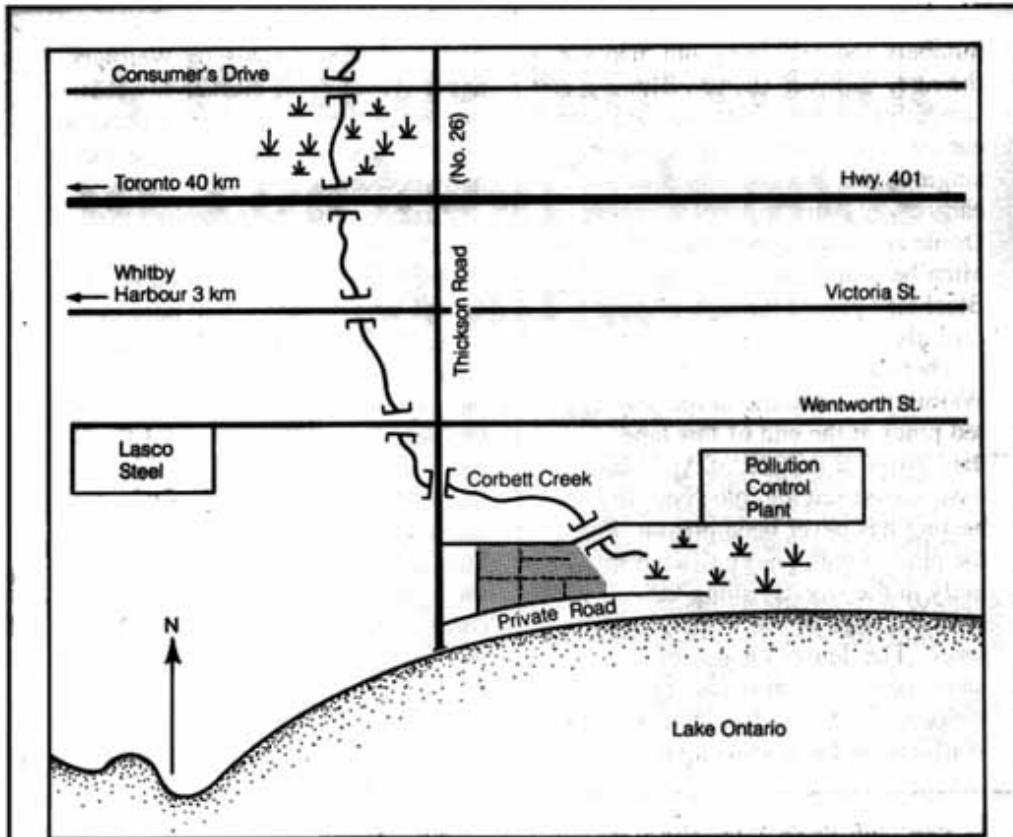 Consumer's Drive
(No. 26)
Toronto 40 km
Hwy. 401
Whitby
Harbour 3 km
Victoria St.
Thickson Road
Wentworth St.
Lasco
Steel
Corbett Creek
Pollution
Control
Plant
Private Road
N
Lake Ontario